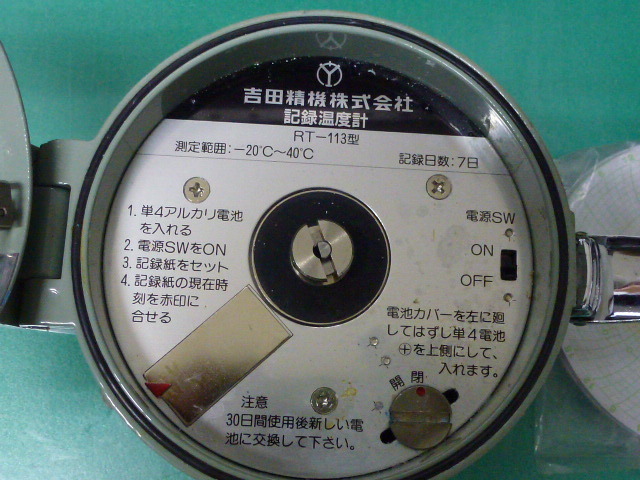 吉田精機株式会社
記録温度計
RT-113型
測定範囲:-20℃~40℃
記録日数:7日
1. 単4アルカリ電池
を入れる
2. 電源SWをON
3. 記録紙をセット
4. 記録紙の現在時
刻を赤印に
合せる
電源SW
ON
OFF
電池カバーを左に廻
してはずし単4電池
⊕を上側にして、
入れます。
開 閉
注意
30日間使用後新しい電
池に交換して下さい。